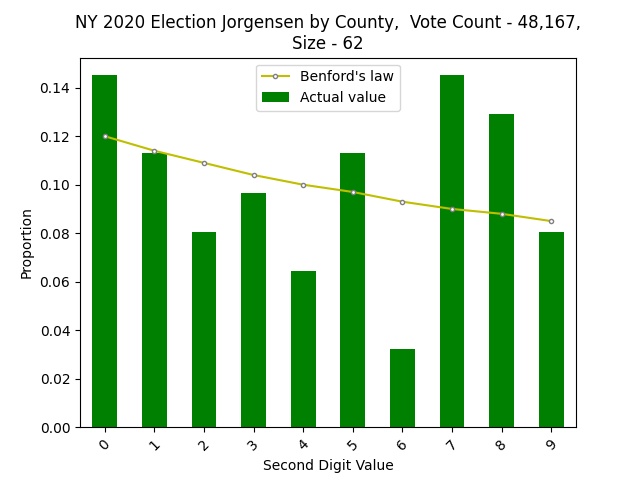 NY 2020 Election Jorgensen by County,  Vote Count - 48,167,
Size - 62
Benford's law
Actual value
0.14
0.12
0.10
0.08
0.06
0.04
0.02
0.00
Proportion
0 1 2 3 4 5 6 7 8 9
Second Digit Value